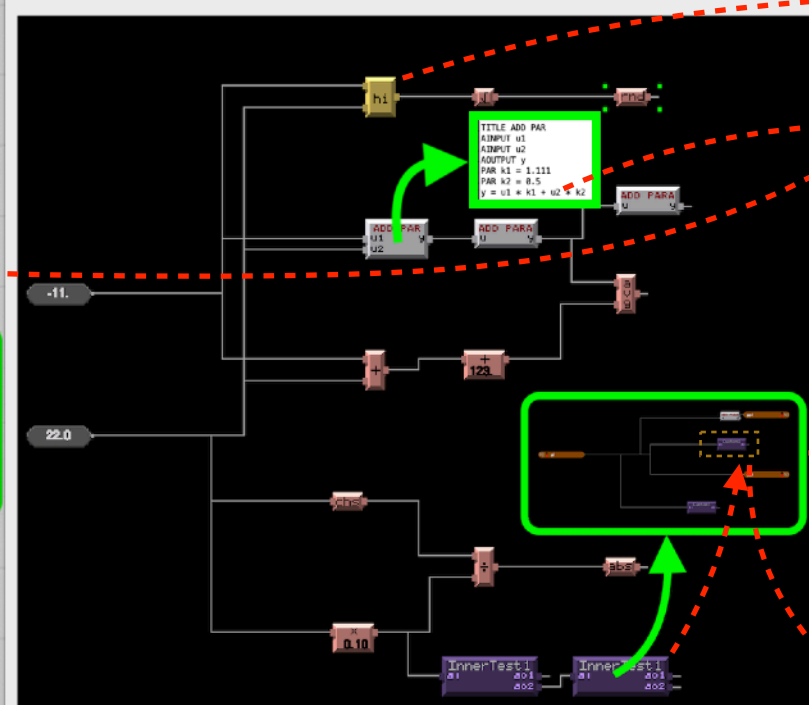 hi
rnd
TITLE ADD PAR
AINPUT u1
AINPUT u2
AOUTPUT y
PAR k1 = 1.111
PAR k2 = 0.5
y = u1 * k1 + u2 * k2
ADD PARA
u y
ADD PAR
u1 y
u2
ADD PARA
u y
-11.
avg
+
+
123.
22.0
chs
÷
abs
x
0.10
InnerTest1
ai ao1
ao2
InnerTest1
ai ao1
ao2